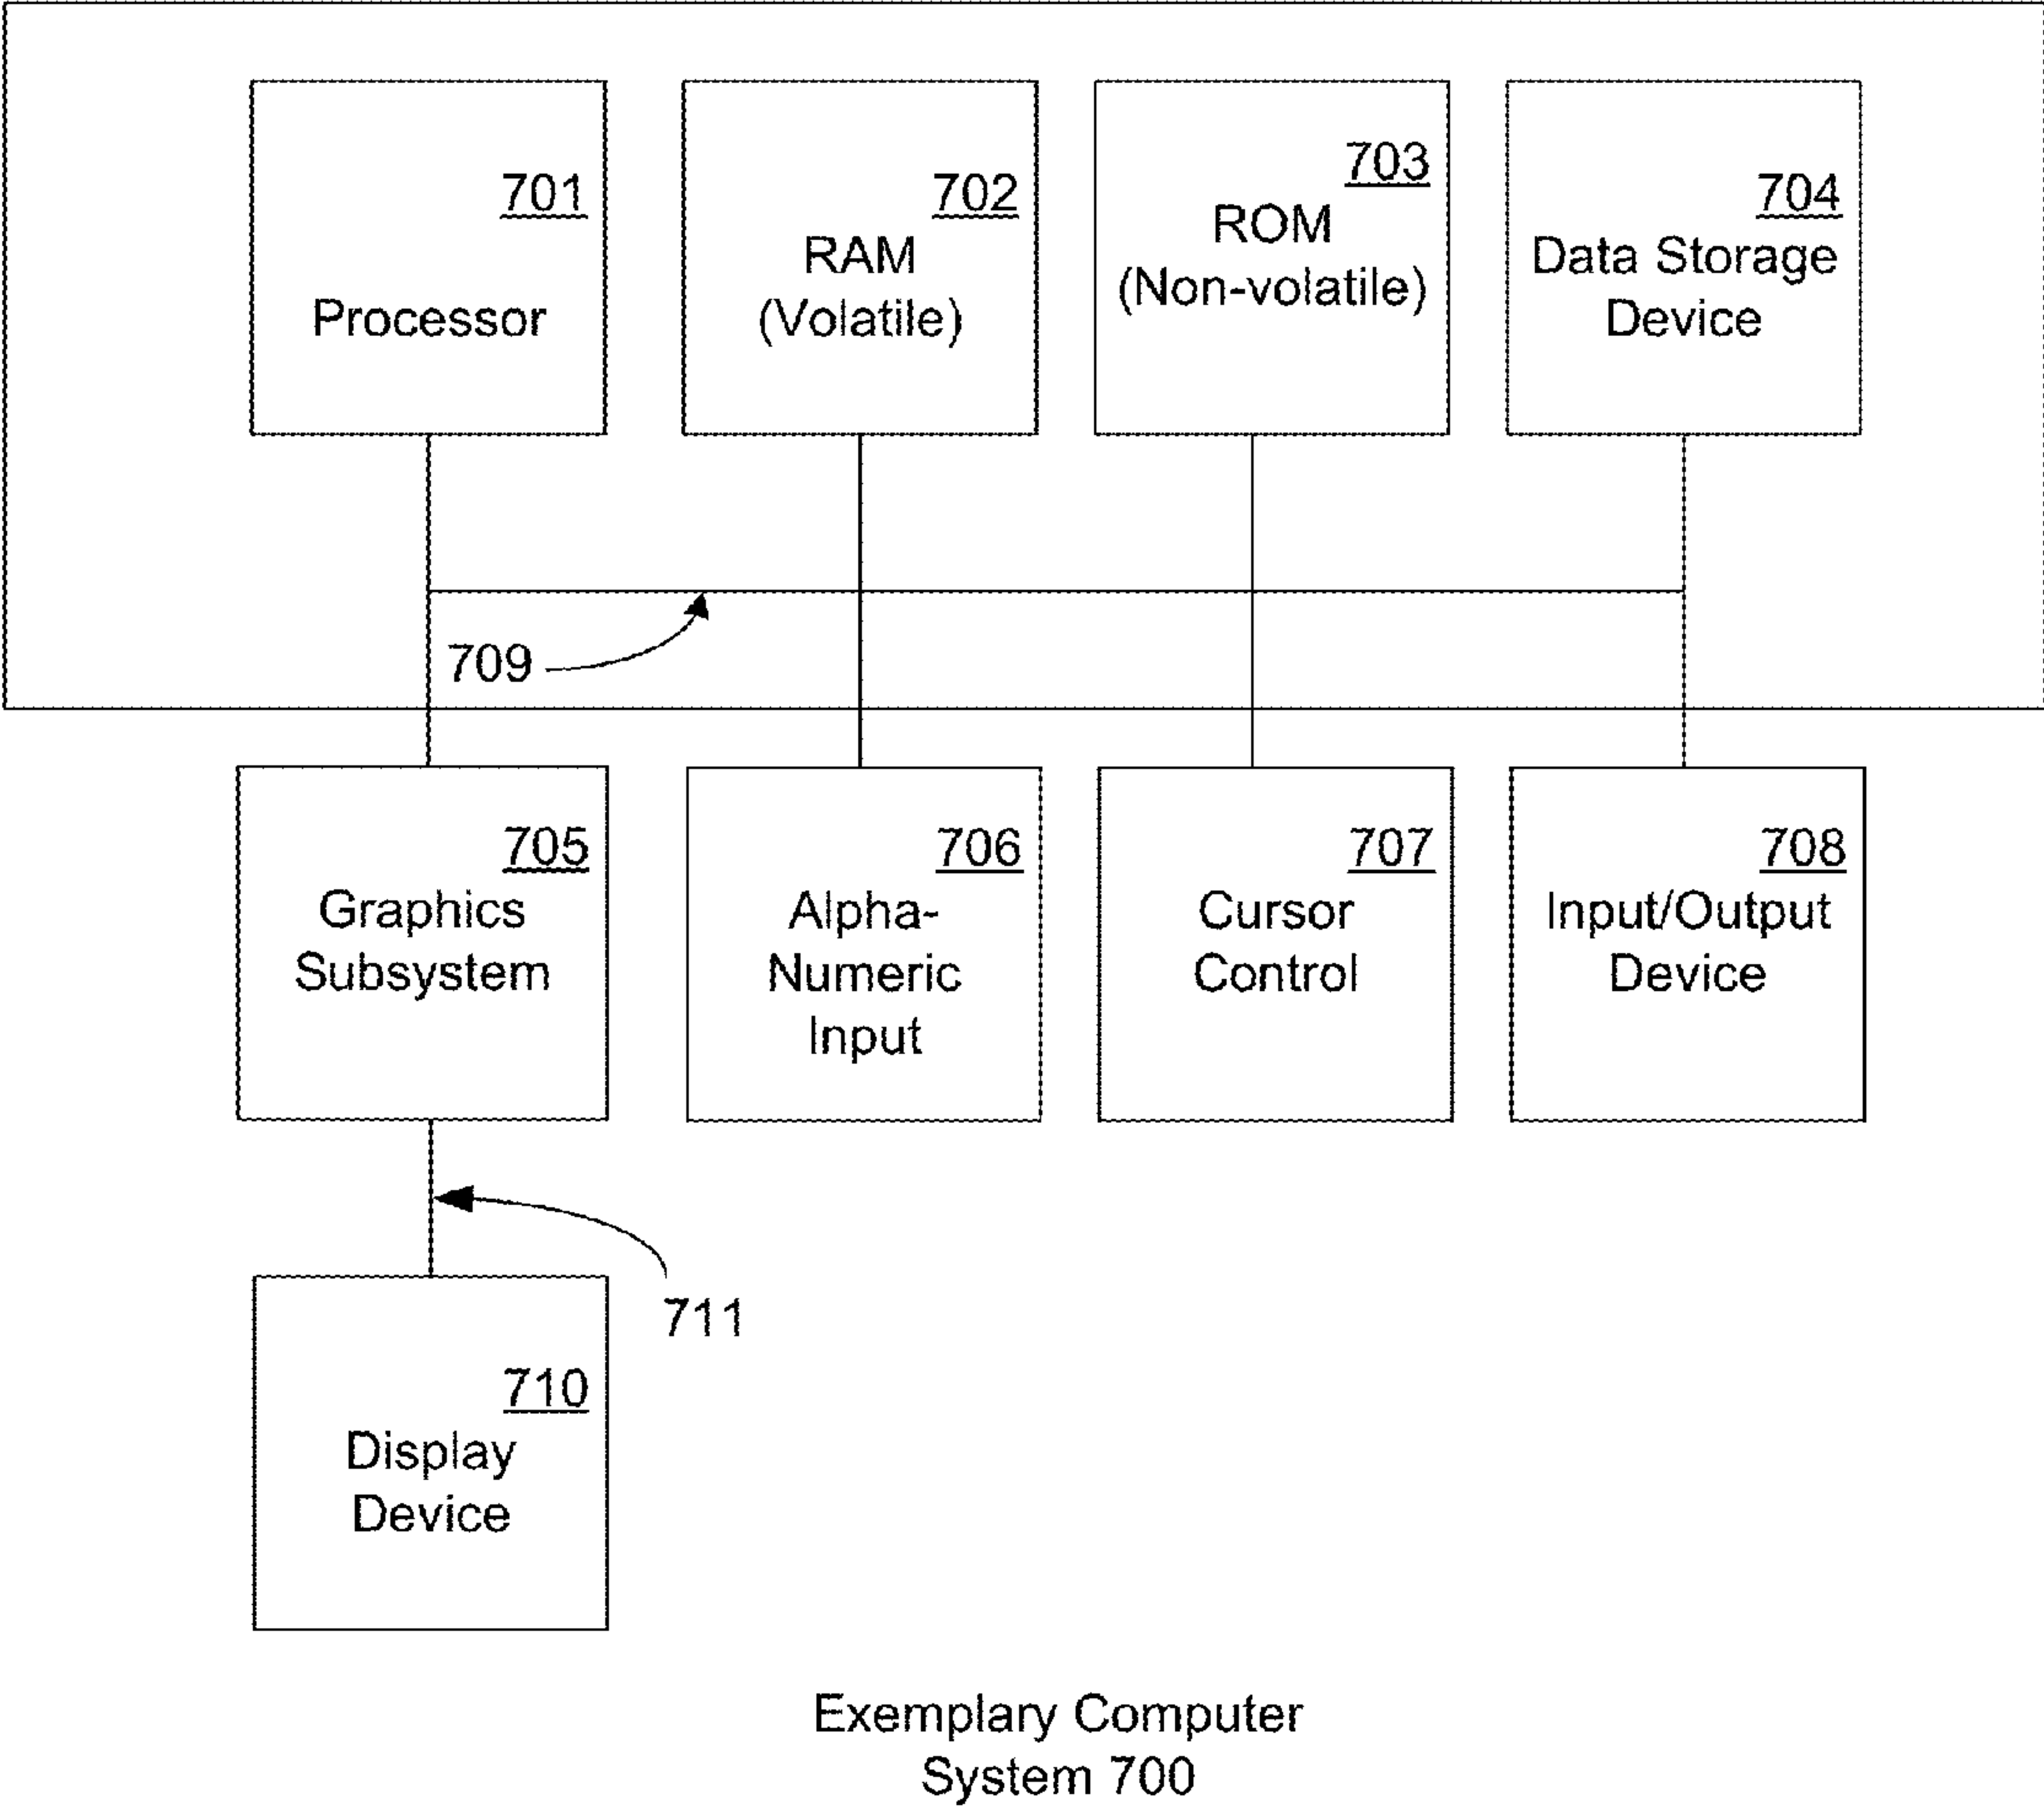 701
Processor
702
RAM
(Volatile)
703
ROM
(Non-volatile)
704
Data Storage
Device
709
705
Graphics
Subsystem
706
Alpha-
Numeric
Input
707
Cursor
Control
708
Input/Output
Device
711
710
Display
Device
Exemplary Computer
System 700